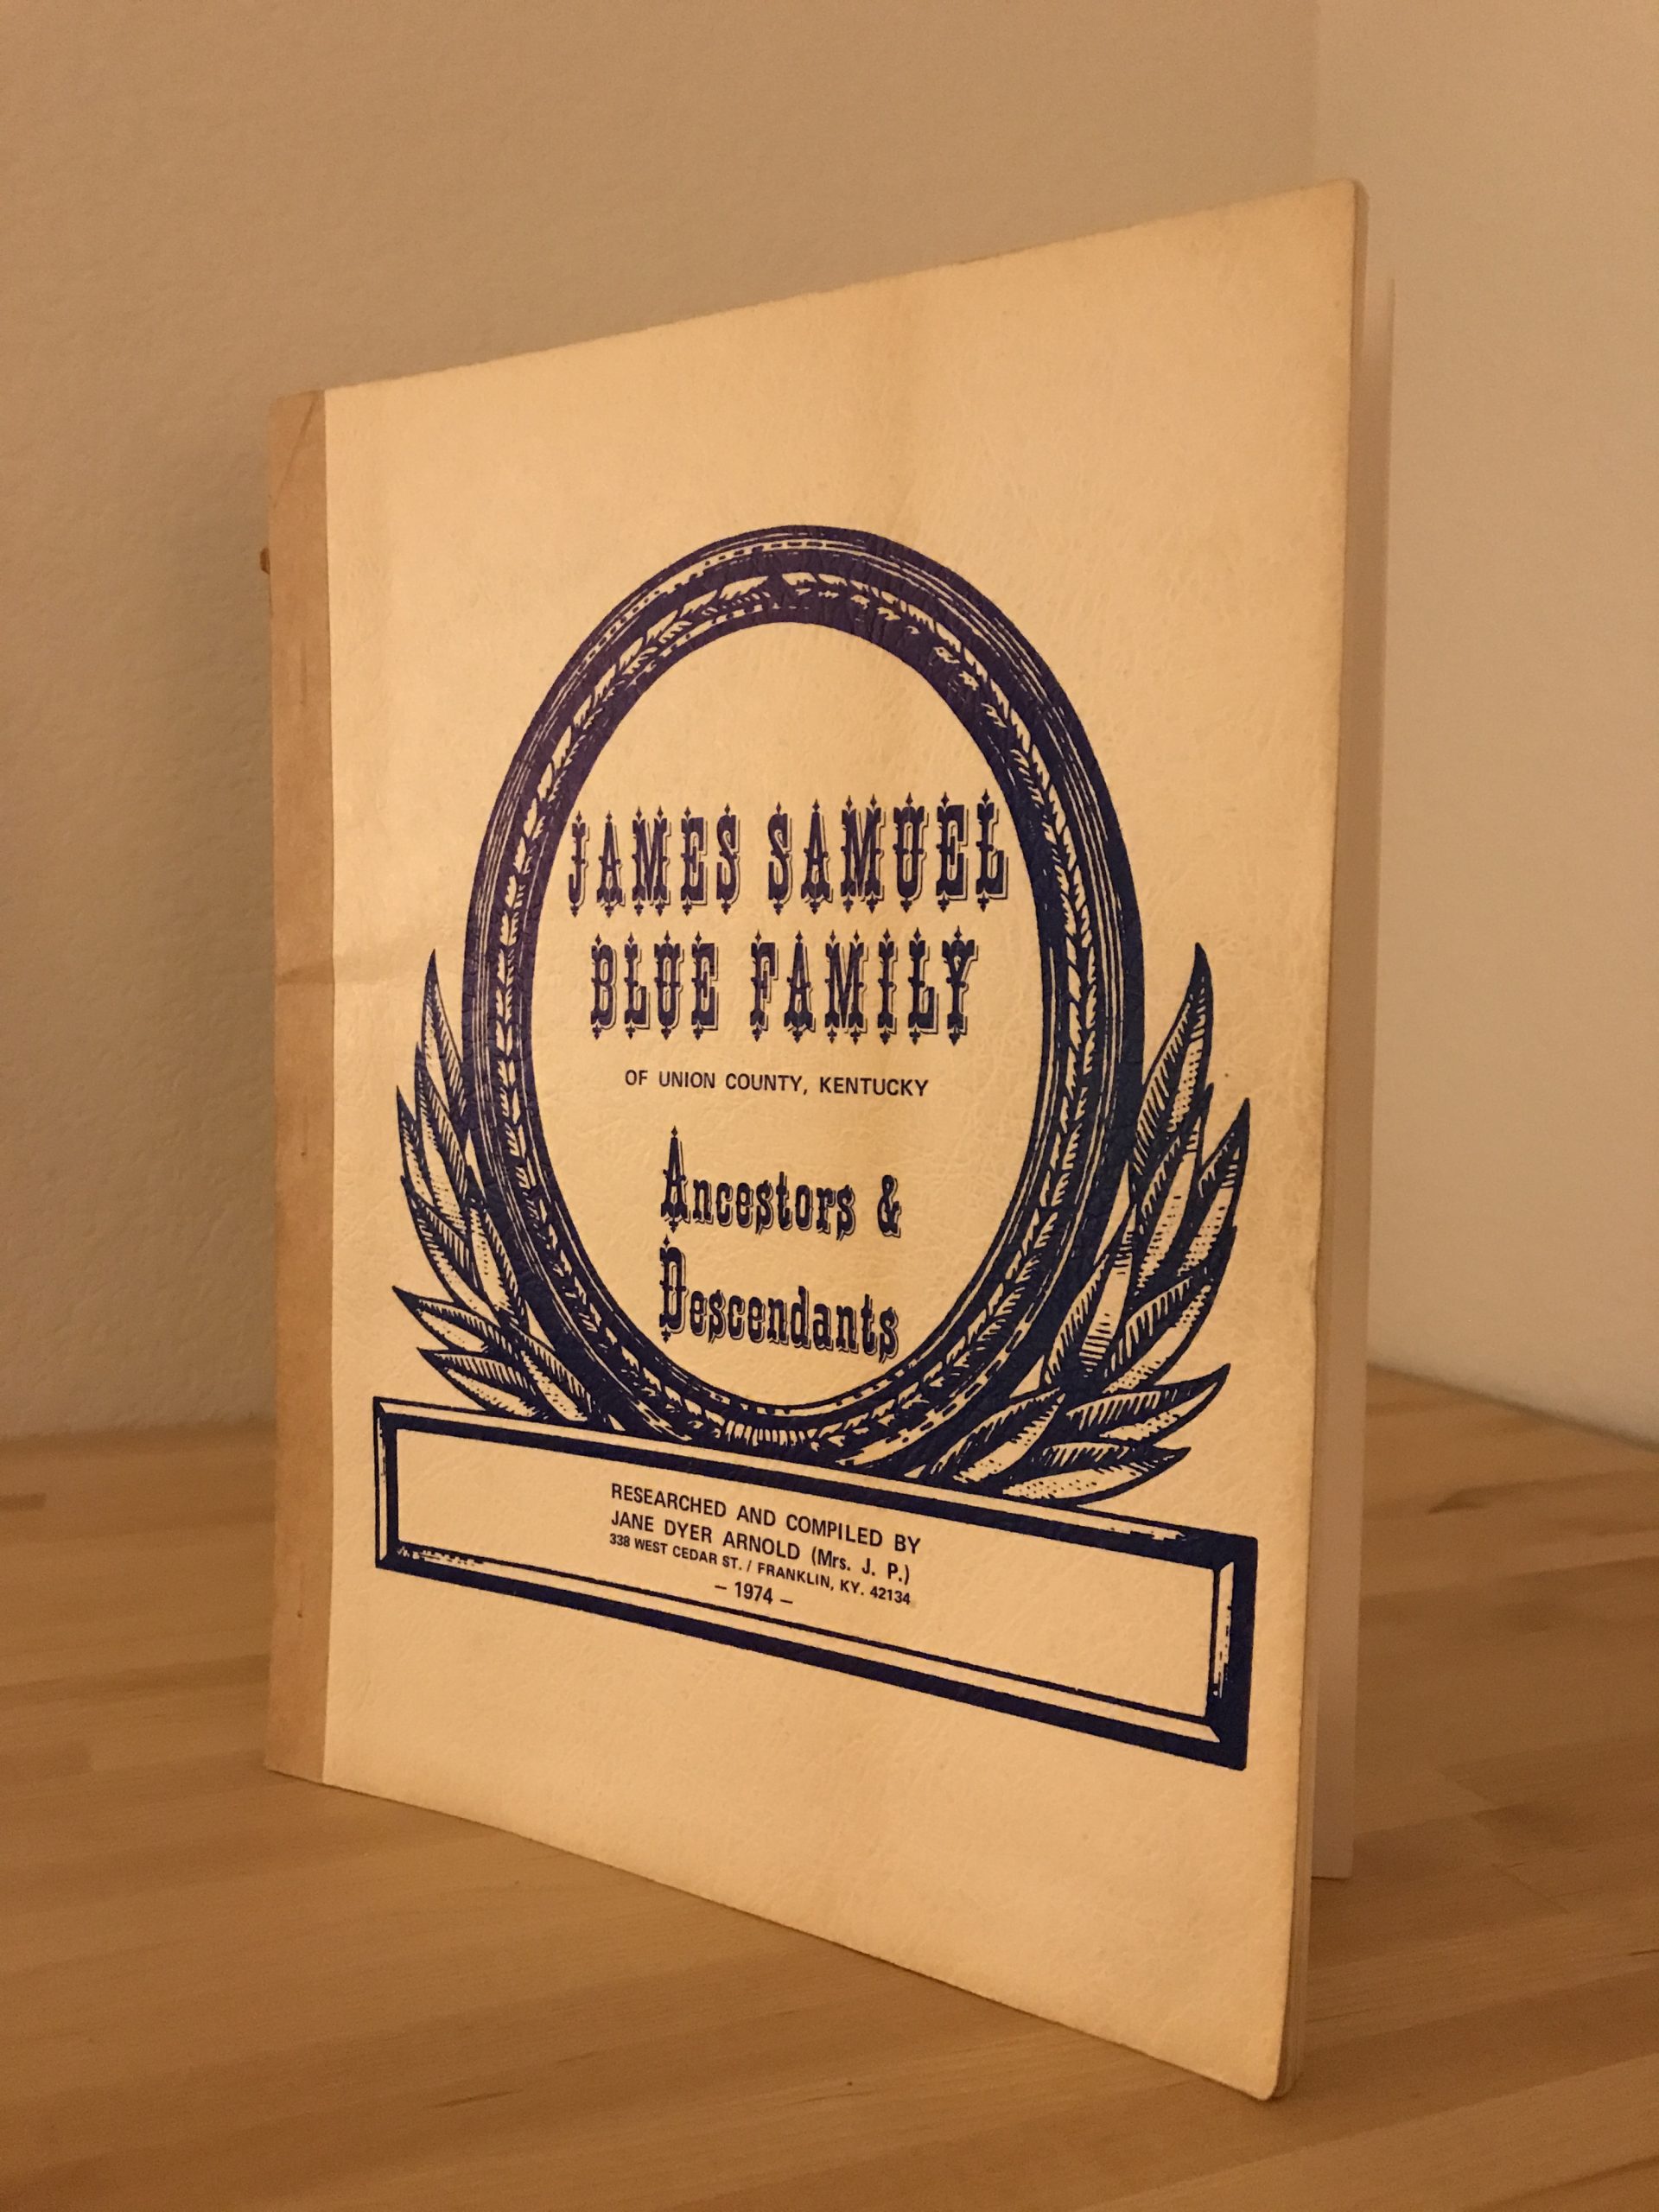 JAMES SAMUEL
BLUE FAMILY
OF UNION COUNTY, KENTUCKY
Ancestors &
Descendants
RESEARCHED AND COMPILED BY
JANE DYER ARNOLD (Mrs. J. P.)
338 WEST CEDAR ST. / FRANKLIN, KY. 42134
– 1974 –